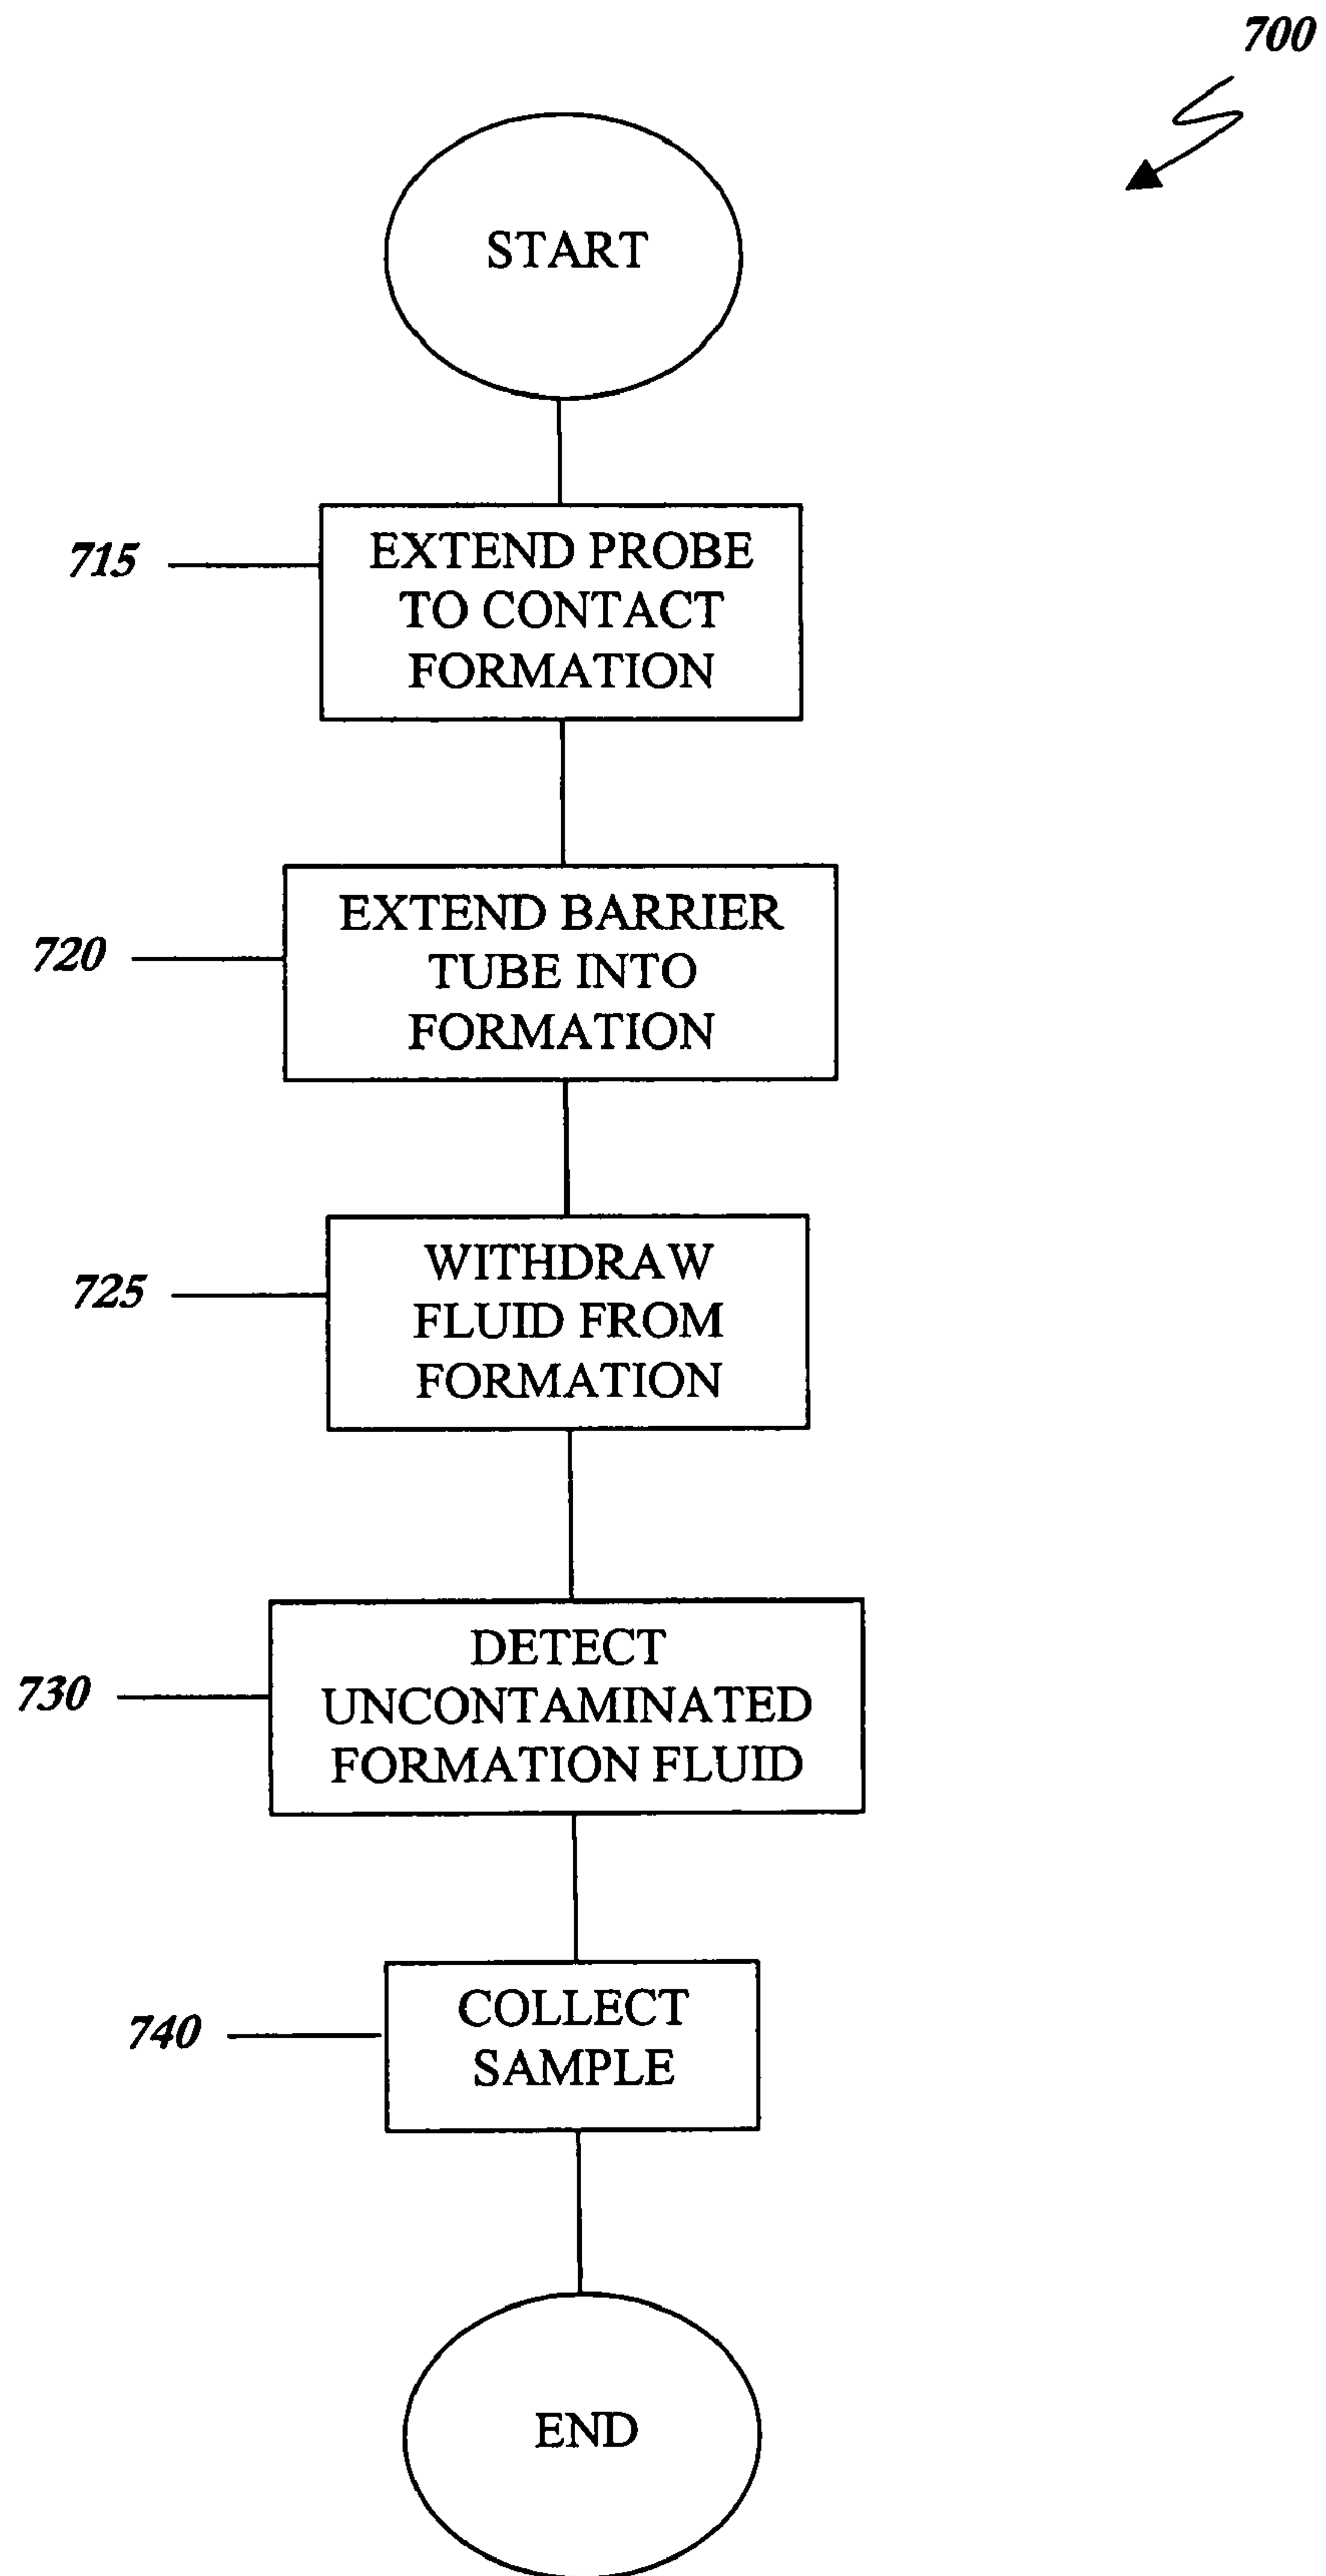 700
START
715
EXTEND PROBE
TO CONTACT
FORMATION
720
EXTEND BARRIER
TUBE INTO
FORMATION
725
WITHDRAW
FLUID FROM
FORMATION
730
DETECT
UNCONTAMINATED
FORMATION FLUID
740
COLLECT
SAMPLE
END